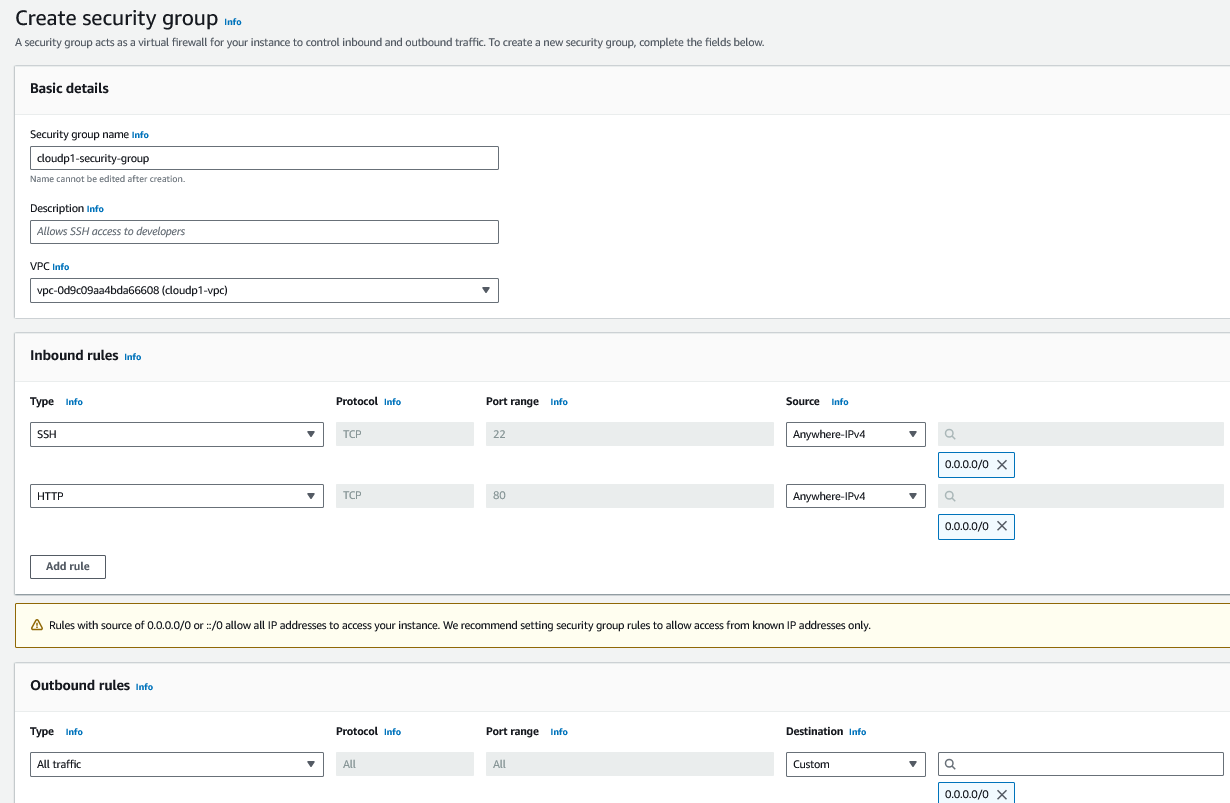 Create security group Info
A security group acts as a virtual firewall for your instance to control inbound and outbound traffic. To create a new security group, complete the fields below.
Basic details
Security group name Info
cloudp1-security-group
Name cannot be edited after creation.
Description Info
Allows SSH access to developers
VPC Info
vpc-0d9c09aa4bda66608 (cloudp1-vpc)
Inbound rules Info
Type Info Protocol Info Port range Info Source Info
SSH TCP 22 Anywhere-IPv4
0.0.0.0/0
HTTP TCP 80 Anywhere-IPv4
0.0.0.0/0
Add rule
Rules with source of 0.0.0.0/0 or ::/0 allow all IP addresses to access your instance. We recommend setting security group rules to allow access from known IP addresses only.
Outbound rules Info
Type Info Protocol Info Port range Info Destination Info
All traffic All All Custom
0.0.0.0/0